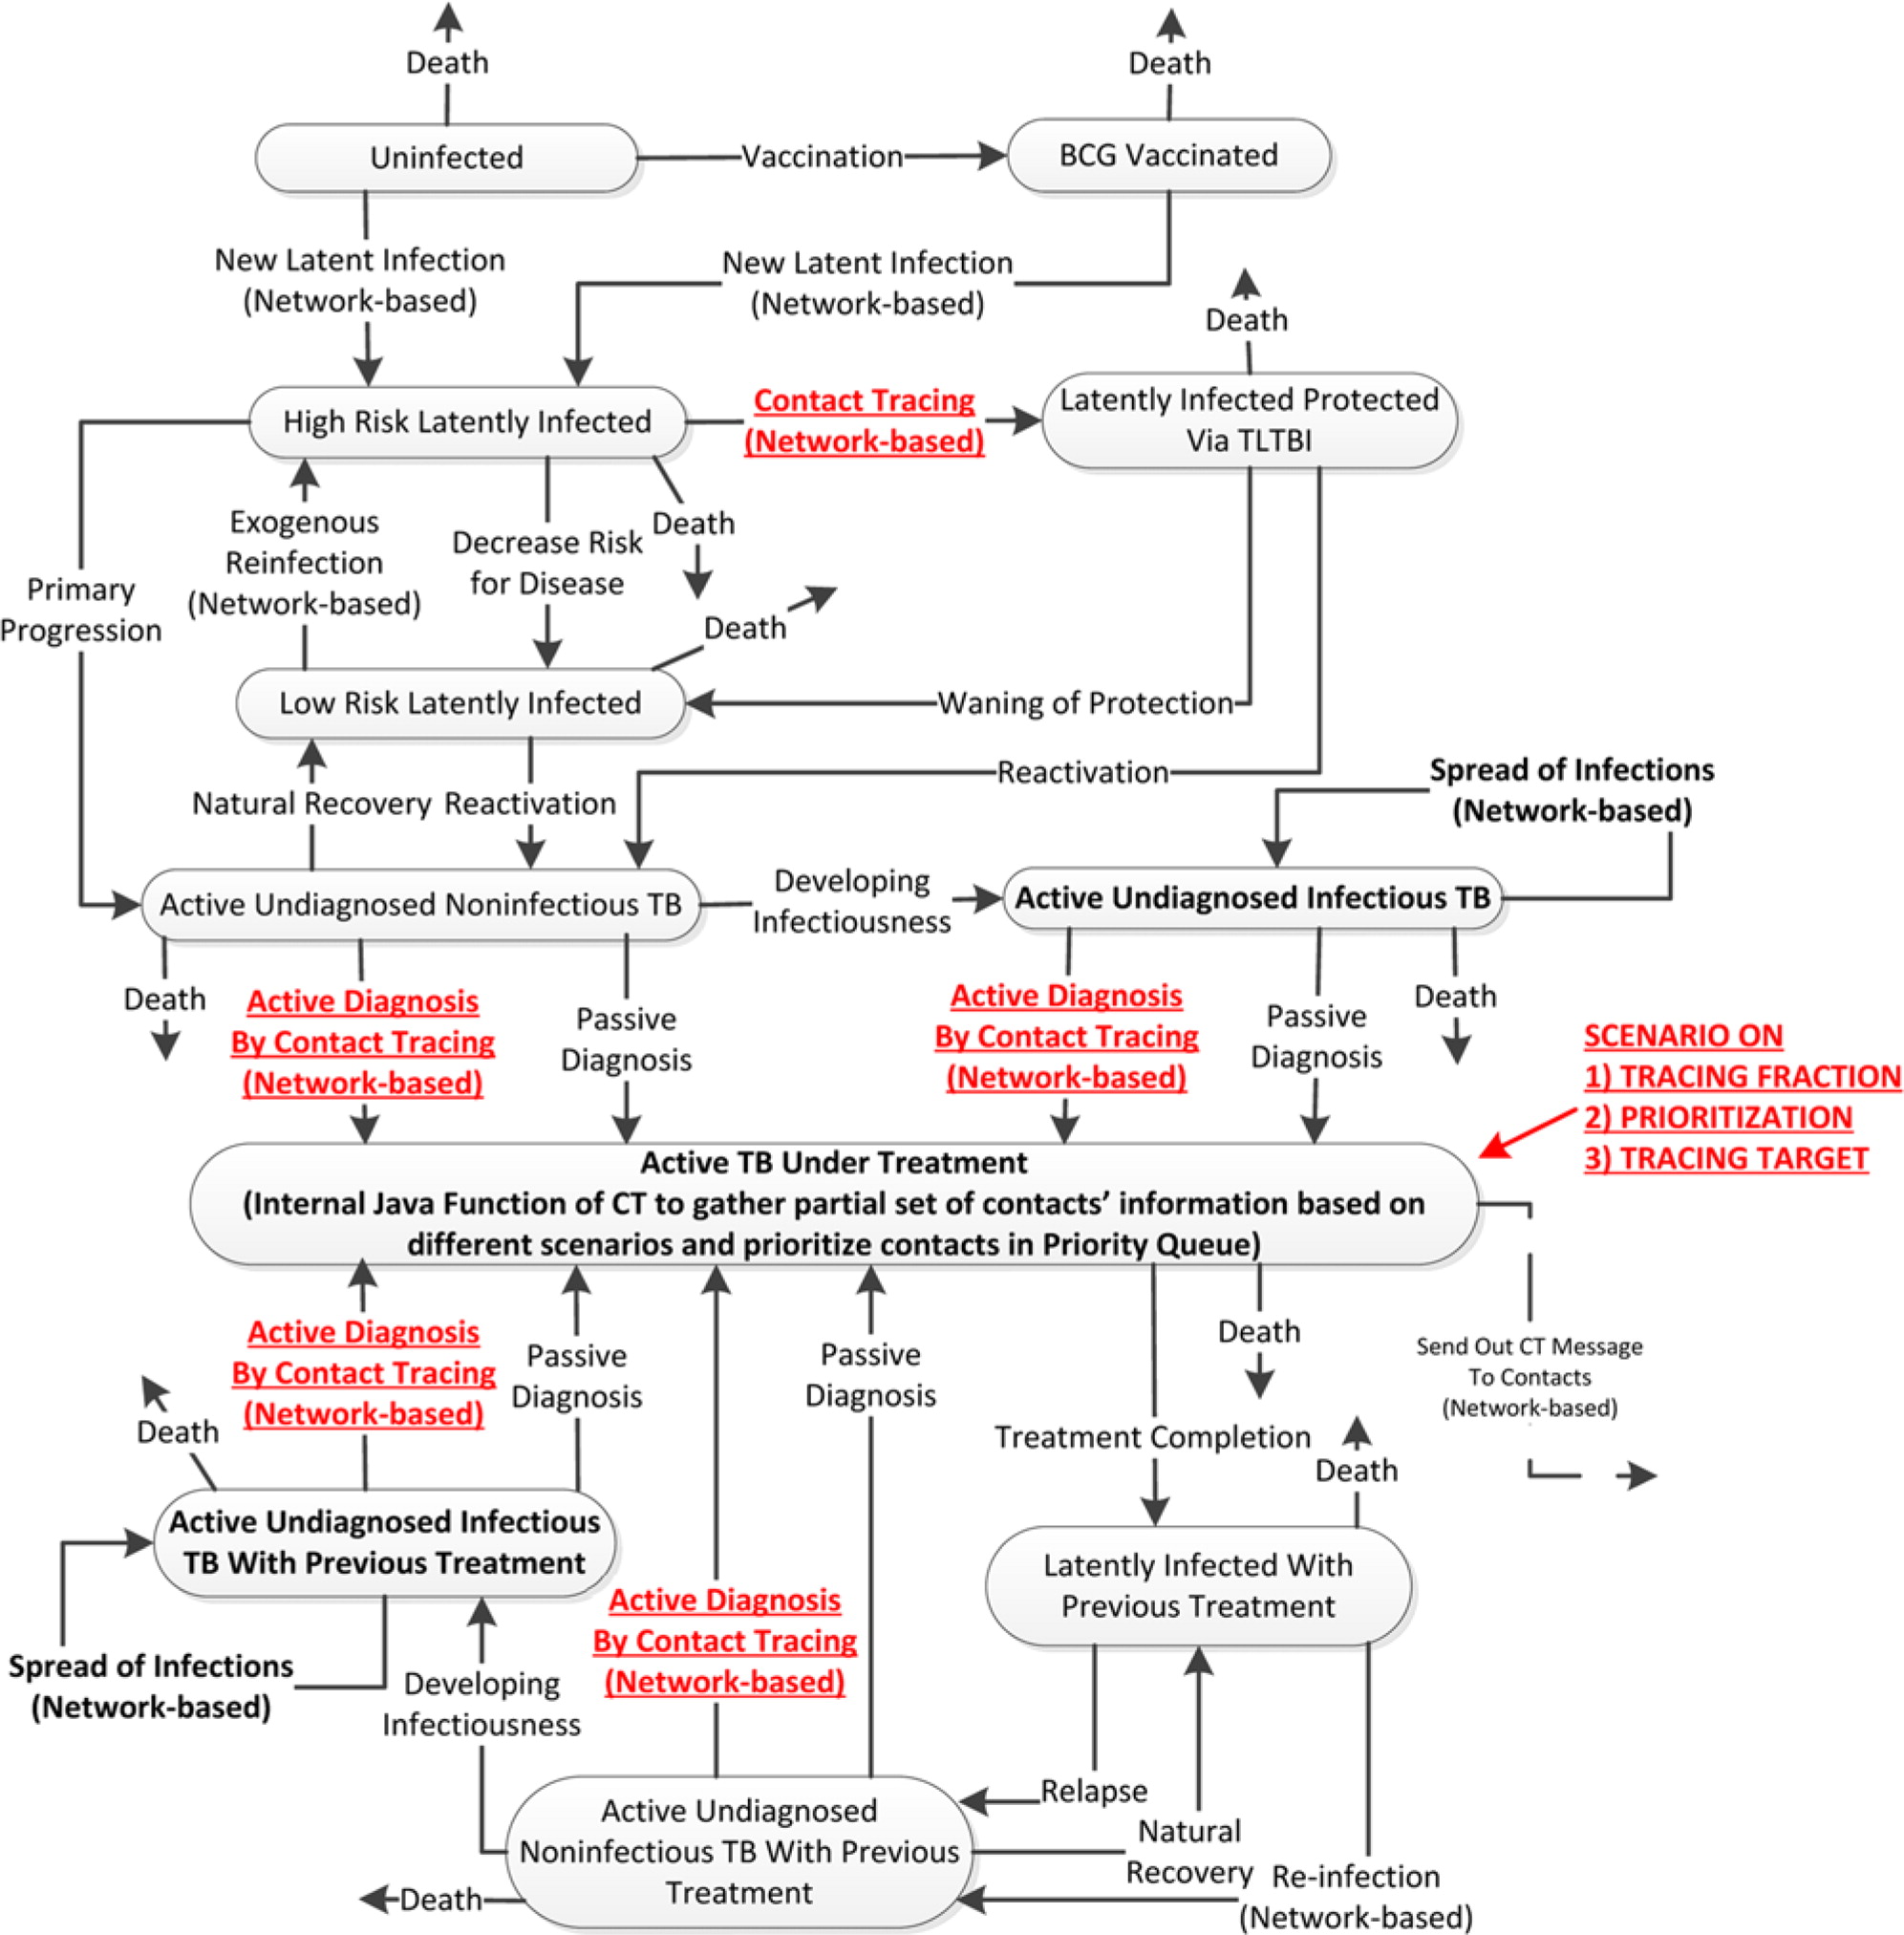 Death
Death
Uninfected
Vaccination
BCG Vaccinated
New Latent Infection
(Network-based)
New Latent Infection
(Network-based)
Death
High Risk Latently Infected
Contact Tracing
(Network-based)
Latently Infected Protected
Via TLTBI
Exogenous
Reinfection
(Network-based)
Decrease Risk
for Disease
Death
Primary
Progression
Death
Low Risk Latently Infected
Waning of Protection
Natural Recovery
Reactivation
Reactivation
Spread of Infections
(Network-based)
Active Undiagnosed Noninfectious TB
Developing
Infectiousness
Active Undiagnosed Infectious TB
Death
Active Diagnosis
By Contact Tracing
(Network-based)
Passive
Diagnosis
Active Diagnosis
By Contact Tracing
(Network-based)
Passive
Diagnosis
Death
SCENARIO ON
1) TRACING FRACTION
2) PRIORITIZATION
3) TRACING TARGET
Active TB Under Treatment
(Internal Java Function of CT to gather partial set of contacts’ information based on
different scenarios and prioritize contacts in Priority Queue)
Death
Active Diagnosis
By Contact Tracing
(Network-based)
Passive
Diagnosis
Passive
Diagnosis
Death
Send Out CT Message
To Contacts
(Network-based)
Treatment Completion
Death
Active Undiagnosed Infectious
TB With Previous Treatment
Latently Infected With
Previous Treatment
Spread of Infections
(Network-based)
Developing
Infectiousness
Active Diagnosis
By Contact Tracing
(Network-based)
Relapse
Natural
Recovery
Re-infection
(Network-based)
Active Undiagnosed
Noninfectious TB With Previous
Treatment
Death